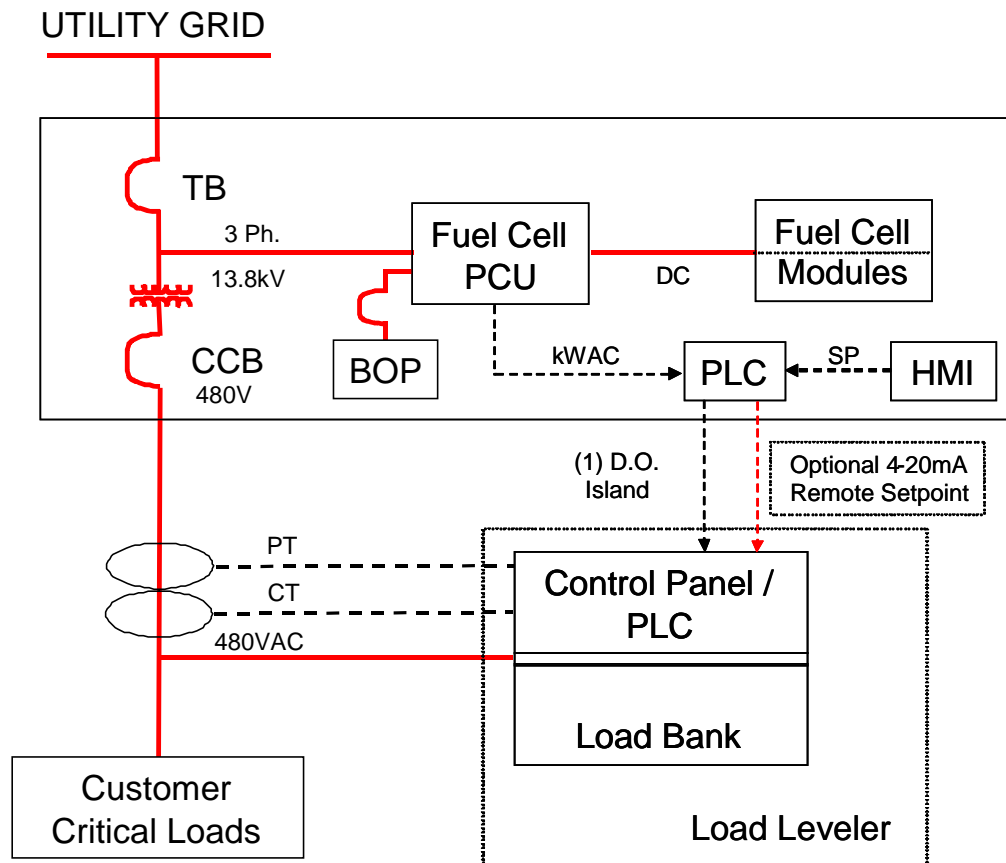 UTILITY GRID
TB
3 Ph.
13.8kV
Fuel Cell
PCU
DC
Fuel Cell
Modules
CCB
480V
BOP
kWAC
PLC
SP
HMI
(1) D.O.
Island
Optional 4-20mA
Remote Setpoint
PT
CT
480VAC
Control Panel /
PLC
Load Bank
Customer
Critical Loads
Load Leveler